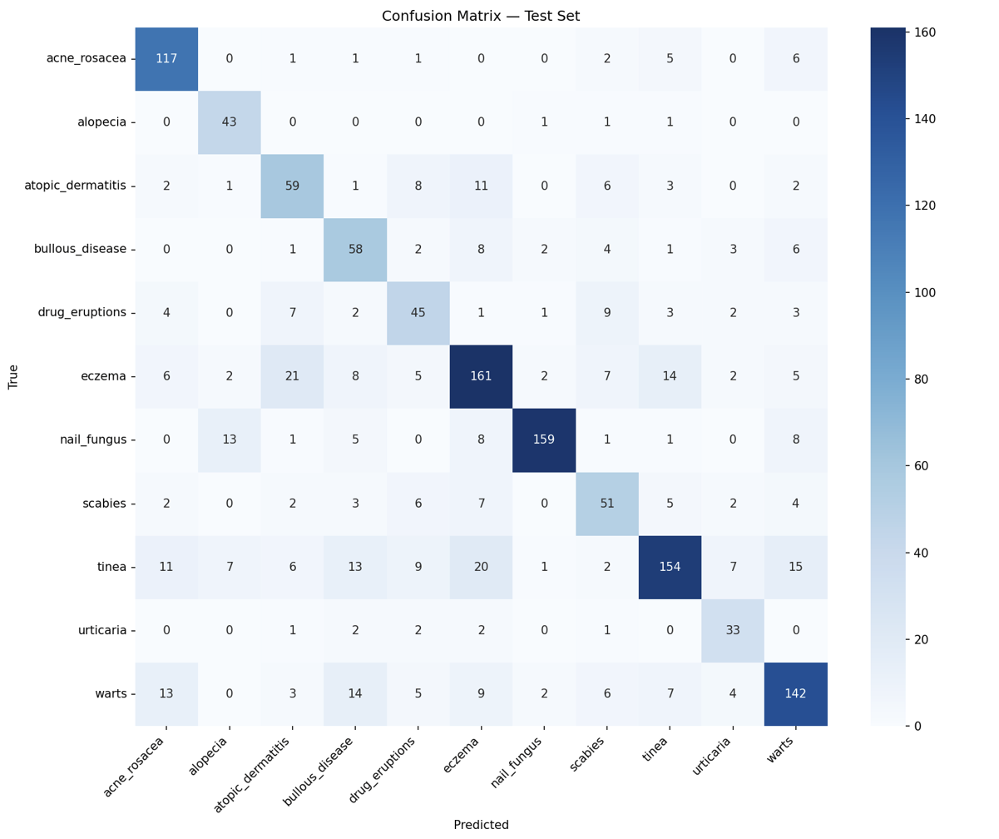 Confusion Matrix — Test Set
acne_rosacea 117 0 1 1 1 0 0 2 5 0 6
alopecia 0 43 0 0 0 0 1 1 1 0 0
atopic_dermatitis 2 1 59 1 8 11 0 6 3 0 2
bullous_disease 0 0 1 58 2 8 2 4 1 3 6
drug_eruptions 4 0 7 2 45 1 1 9 3 2 3
eczema 6 2 21 8 5 161 2 7 14 2 5
nail_fungus 0 13 1 5 0 8 159 1 1 0 8
scabies 2 0 2 3 6 7 0 51 5 2 4
tinea 11 7 6 13 9 20 1 2 154 7 15
urticaria 0 0 1 2 2 2 0 1 0 33 0
warts 13 0 3 14 5 9 2 6 7 4 142
True
acne_rosacea alopecia atopic_dermatitis bullous_disease drug_eruptions eczema nail_fungus scabies tinea urticaria warts
Predicted
160
140
120
100
80
60
40
20
0